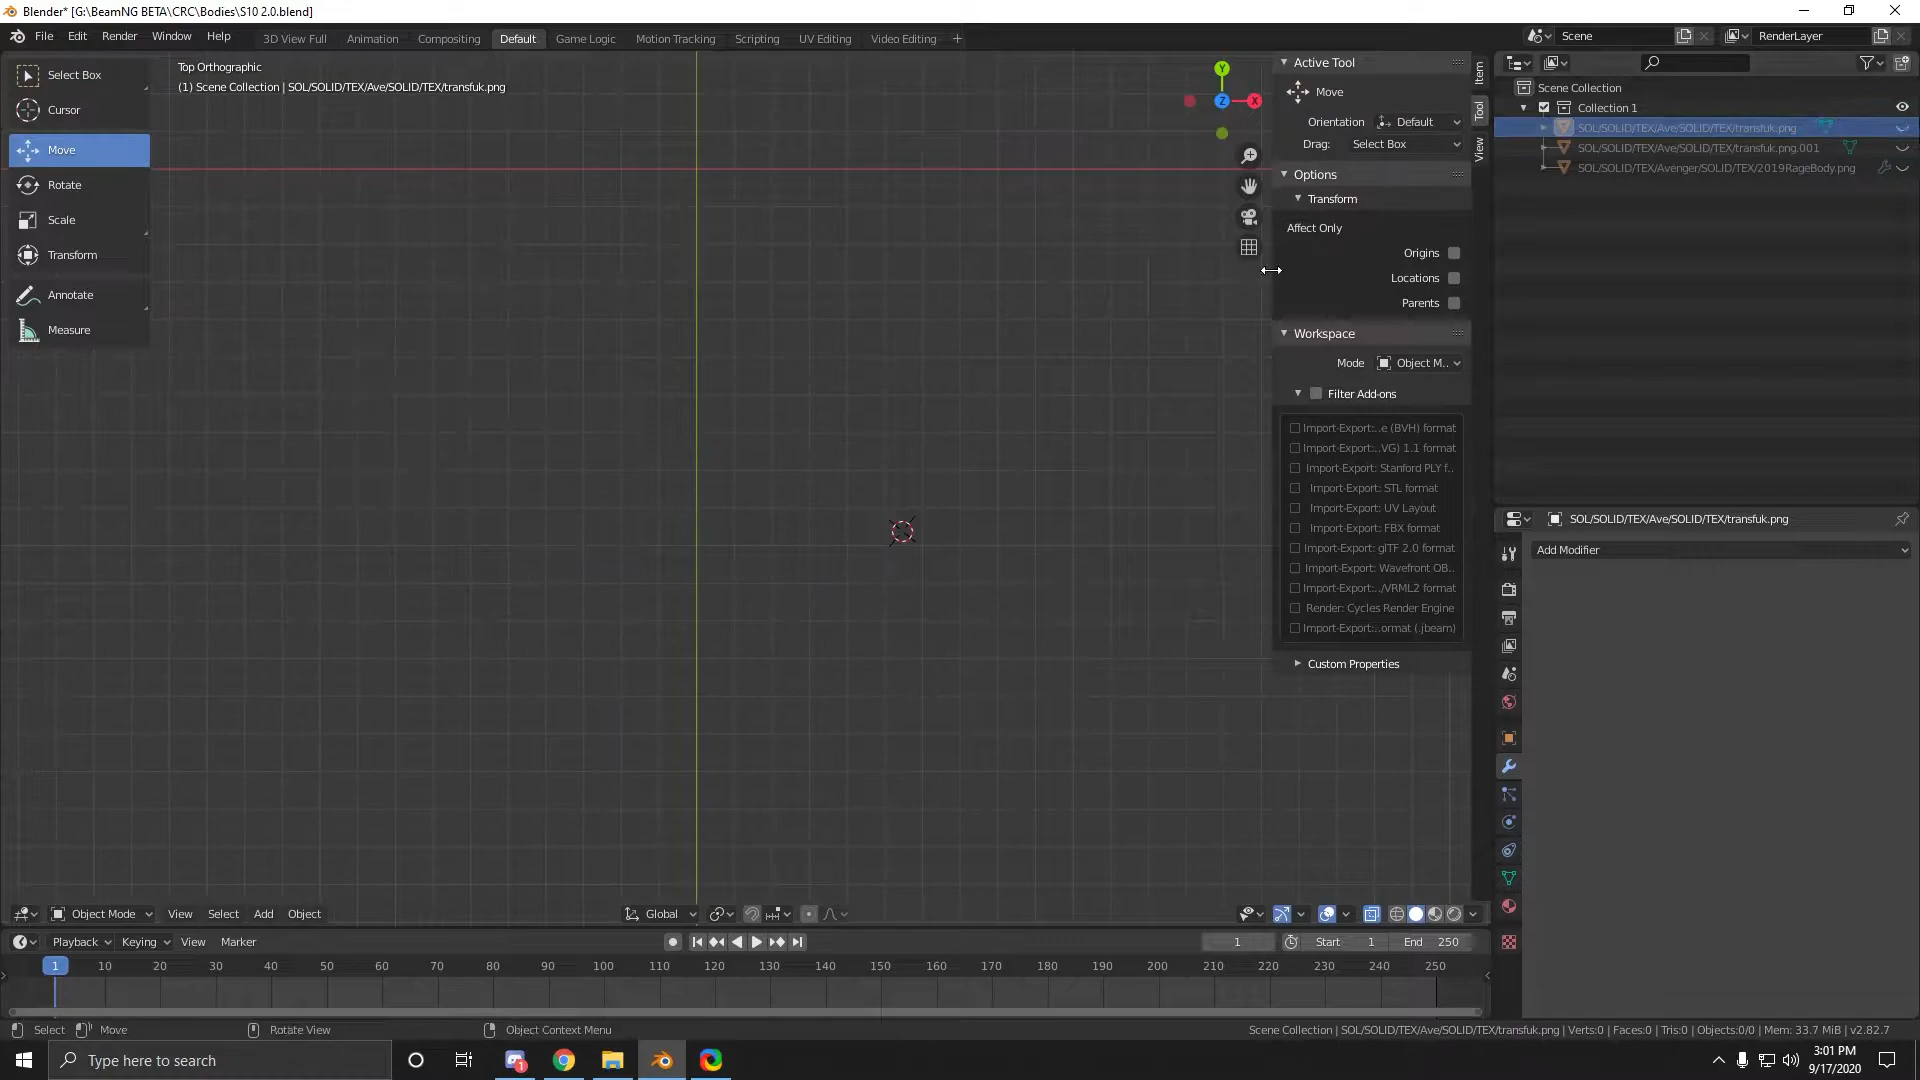 Blender* [G:\BeamNG BETA\CRC\Bodies\S10 2.0.blend]
File Edit Render Window Help 3D View Full Animation Compositing Default Game Logic Motion Tracking Scripting UV Editing Video Editing + Scene RenderLayer
Select Box
Cursor
Move
Rotate
Scale
Transform
Annotate
Measure
Top Orthographic
(1) Scene Collection | SOL/SOLID/TEX/Ave/SOLID/TEX/transfuk.png
Y
Z
X
Active Tool
Move
Orientation Default
Drag: Select Box
Options
Transform
Affect Only
Origins
Locations
Parents
Workspace
Mode Object M..
Filter Add-ons
Import-Export:..e (BVH) format
Import-Export:..VG) 1.1 format
Import-Export: Stanford PLY f..
Import-Export: STL format
Import-Export: UV Layout
Import-Export: FBX format
Import-Export: glTF 2.0 format
Import-Export: Wavefront OB..
Import-Export:../VRML2 format
Render: Cycles Render Engine
Import-Export:..ormat (.jbeam)
Custom Properties
Item
Tool
View
Scene Collection
Collection 1
SOL/SOLID/TEX/Ave/SOLID/TEX/transfuk.png
SOL/SOLID/TEX/Ave/SOLID/TEX/transfuk.png.001
SOL/SOLID/TEX/Avenger/SOLID/TEX/2019RageBody.png
SOL/SOLID/TEX/Ave/SOLID/TEX/transfuk.png
Add Modifier
Object Mode View Select Add Object Global
Playback Keying View Marker 1 Start 1 End 250
1 10 20 30 40 50 60 70 80 90 100 110 120 130 140 150 160 170 180 190 200 210 220 230 240 250
Select Move Rotate View Object Context Menu Scene Collection | SOL/SOLID/TEX/Ave/SOLID/TEX/transfuk.png | Verts:0 | Faces:0 | Tris:0 | Objects:0/0 | Mem: 33.7 MiB | v2.82.7
Type here to search
1
3:01 PM
9/17/2020